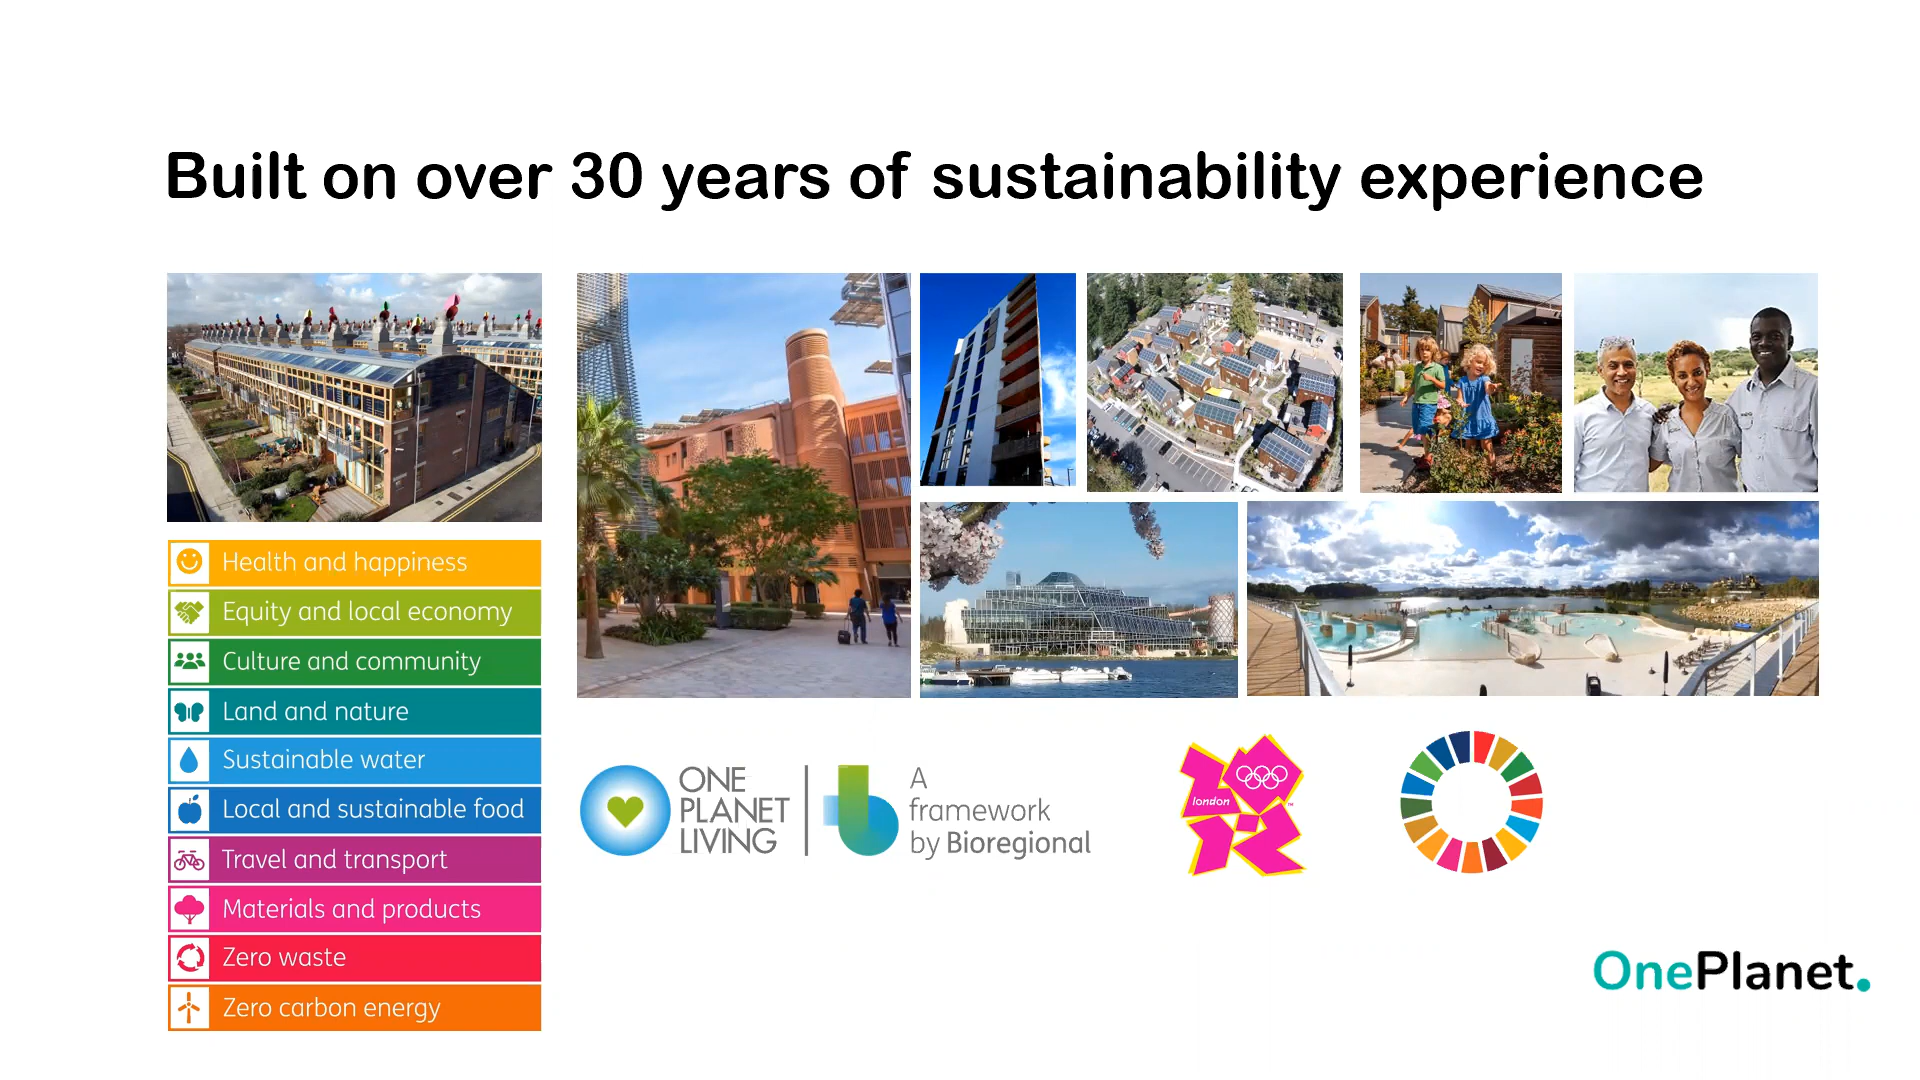 Built on over 30 years of sustainability experience
Health and happiness
Equity and local economy
Culture and community
Land and nature
Sustainable water
Local and sustainable food
Travel and transport
Materials and products
Zero waste
Zero carbon energy
ONE
PLANET
LIVING
A
framework
by Bioregional
london
TM
OnePlanet.